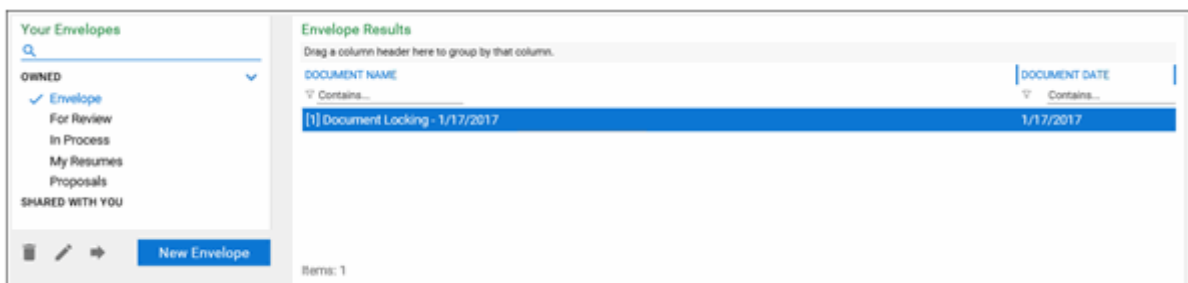 Your Envelopes
OWNED
Envelope
For Review
In Process
My Resumes
Proposals
SHARED WITH YOU
New Envelope
Envelope Results
Drag a column header here to group by that column.
DOCUMENT NAME DOCUMENT DATE
Contains... Contains...
[1] Document Locking - 1/17/2017 1/17/2017
Items: 1